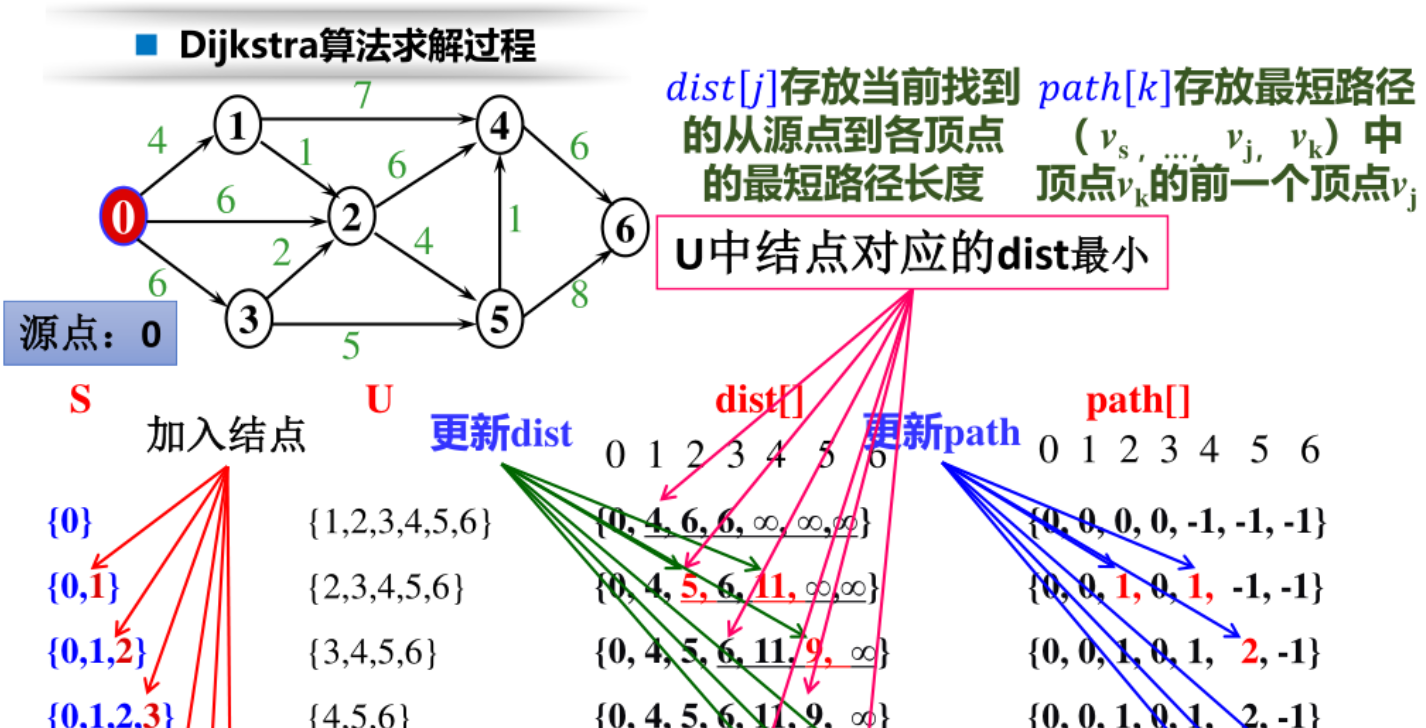 ■ Dijkstra算法求解过程
dist[j]存放当前找到
的从源点到各顶点
的最短路径长度
path[k]存放最短路径
（vs，…， vj， vk）中
顶点vk的前一个顶点vj
7
4
1
4
1
6
6
0
6
2
6
2
4
1
6
3
5
5
8
U中结点对应的dist最小
源点：0
S U dist[] path[]
加入结点 更新dist 更新path
0 1 2 3 4 5 6 0 1 2 3 4 5 6
{0} {1,2,3,4,5,6} {0, 4, 6, 6, ∞, ∞,∞} {0, 0, 0, 0, -1, -1, -1}
{0,1} {2,3,4,5,6} {0, 4, 5, 6, 11, ∞,∞} {0, 0, 1, 0, 1, -1, -1}
{0,1,2} {3,4,5,6} {0, 4, 5, 6, 11, 9, ∞} {0, 0, 1, 0, 1, 2, -1}
{0,1,2,3} {4,5,6} {0, 4, 5, 6, 11, 9, ∞} {0, 0, 1, 0, 1, 2, -1}